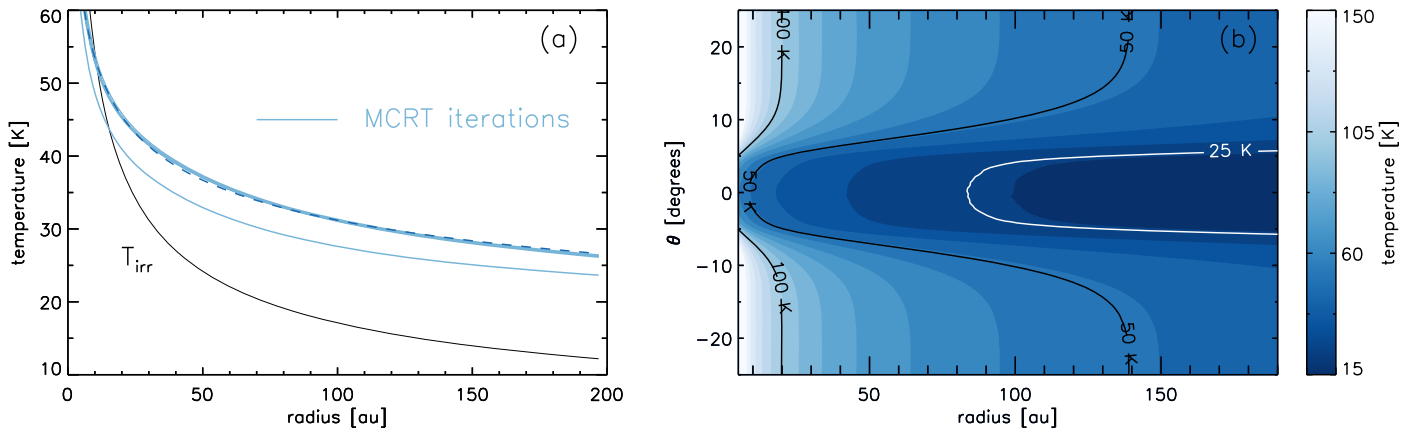 (a)
MCRT iterations
T_irr
temperature [K]
60
50
40
30
20
10
0
50
100
150
200
radius [au]
(b)
100 K
50
50 K
25 K
100 K
50 K
θ [degrees]
20
10
0
−10
−20
50
100
150
radius [au]
150
105
60
15
temperature [K]